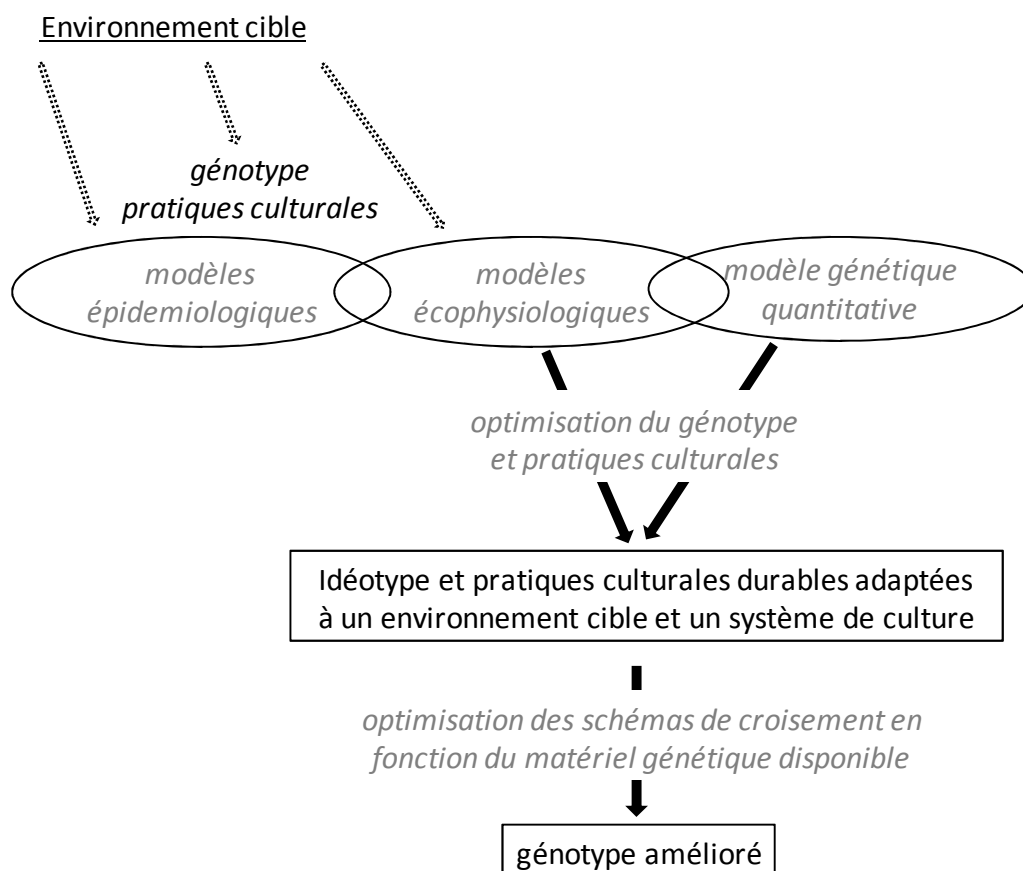 Environnement cible
génotype
pratiques culturales
modèles
épidemiologiques
modèles
écophysiologiques
modèle génétique
quantitative
optimisation du génotype
et pratiques culturales
Idéotype et pratiques culturales durables adaptées
à un environnement cible et un système de culture
optimisation des schémas de croisement en
fonction du matériel génétique disponible
génotype amélioré